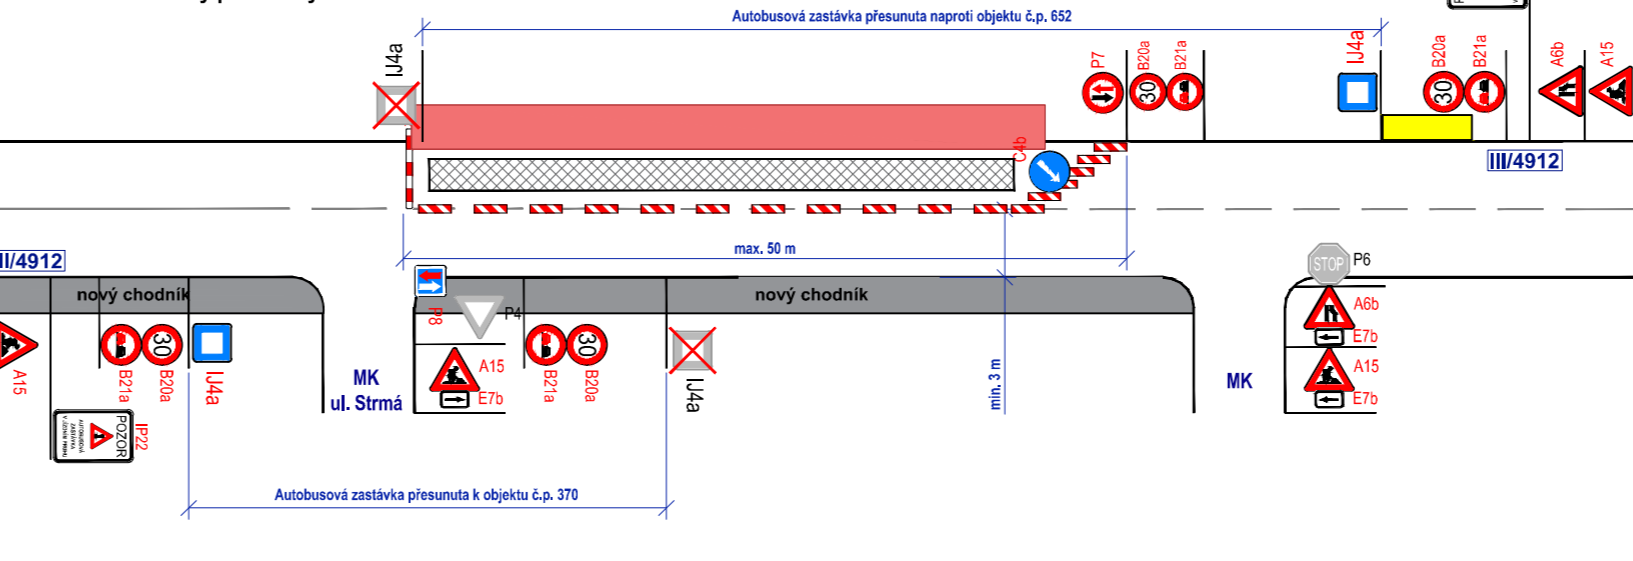 Autobusová zastávka přesunuta naproti objektu č.p. 652
IJ4a
P7
B20a
B21a
IJ4a
B20a
B21a
A6b
A15
30
30
C4b
III/4912
max. 50 m
II/4912
STOP
P6
nový chodník
nový chodník
P8
P4
A6b
E7b
30
30
A15
B21a
B20a
IJ4a
MK
ul. Strmá
A15
E7b
B21a
B20a
IJ4a
min. 3 m
MK
A15
E7b
POZOR
AUTOBUSOVÁ
ZASTÁVKA
IP22
Autobusová zastávka přesunuta k objektu č.p. 370